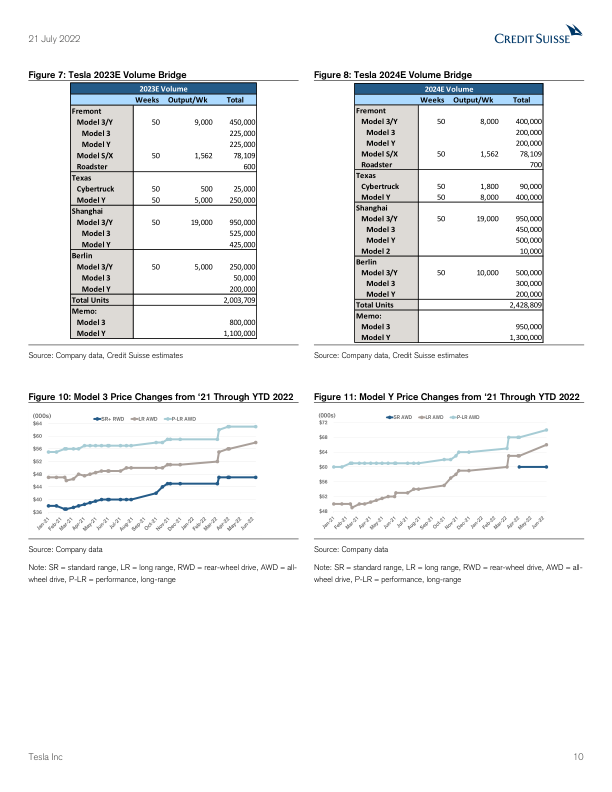 21 July 2022
CREDIT SUISSE
Figure 7: Tesla 2023E Volume Bridge
2023E Volume
Weeks Output/Wk Total
Fremont
Model 3/Y 50 9,000 450,000
Model 3 225,000
Model Y 225,000
Model S/X 50 1,562 78,109
Roadster 600
Texas
Cybertruck 50 500 25,000
Model Y 50 5,000 250,000
Shanghai
Model 3/Y 50 19,000 950,000
Model 3 525,000
Model Y 425,000
Berlin
Model 3/Y 50 5,000 250,000
Model 3 50,000
Model Y 200,000
Total Units 2,003,709
Memo:
Model 3 800,000
Model Y 1,100,000
Source: Company data, Credit Suisse estimates
Figure 8: Tesla 2024E Volume Bridge
2024E Volume
Weeks Output/Wk Total
Fremont
Model 3/Y 50 8,000 400,000
Model 3 200,000
Model Y 200,000
Model S/X 50 1,562 78,109
Roadster 700
Texas
Cybertruck 50 1,800 90,000
Model Y 50 8,000 400,000
Shanghai
Model 3/Y 50 19,000 950,000
Model 3 450,000
Model Y 500,000
Model 2 10,000
Berlin
Model 3/Y 50 10,000 500,000
Model 3 300,000
Model Y 200,000
Total Units 2,428,809
Memo:
Model 3 950,000
Model Y 1,300,000
Source: Company data, Credit Suisse estimates
Figure 10: Model 3 Price Changes from '21 Through YTD 2022
(000s)
SR+ RWD LR AWD P-LR AWD
$64
$60
$56
$52
$48
$44
$40
$36
Jan-21 Feb-21 Mar-21 Apr-21 May-21 Jun-21 Jul-21 Aug-21 Sep-21 Oct-21 Nov-21 Dec-21 Jan-22 Feb-22 Mar-22 Apr-22 May-22 Jun-22
Source: Company data
Note: SR = standard range, LR = long range, RWD = rear-wheel drive, AWD = all-
wheel drive, P-LR = performance, long-range
Figure 11: Model Y Price Changes from '21 Through YTD 2022
(000s)
SR AWD LR AWD P-LR AWD
$72
$68
$64
$60
$56
$52
$48
Jan-21 Feb-21 Mar-21 Apr-21 May-21 Jun-21 Jul-21 Aug-21 Sep-21 Oct-21 Nov-21 Dec-21 Jan-22 Feb-22 Mar-22 Apr-22 May-22 Jun-22
Source: Company data
Note: SR = standard range, LR = long range, RWD = rear-wheel drive, AWD = all-
wheel drive, P-LR = performance, long-range
Tesla Inc 10